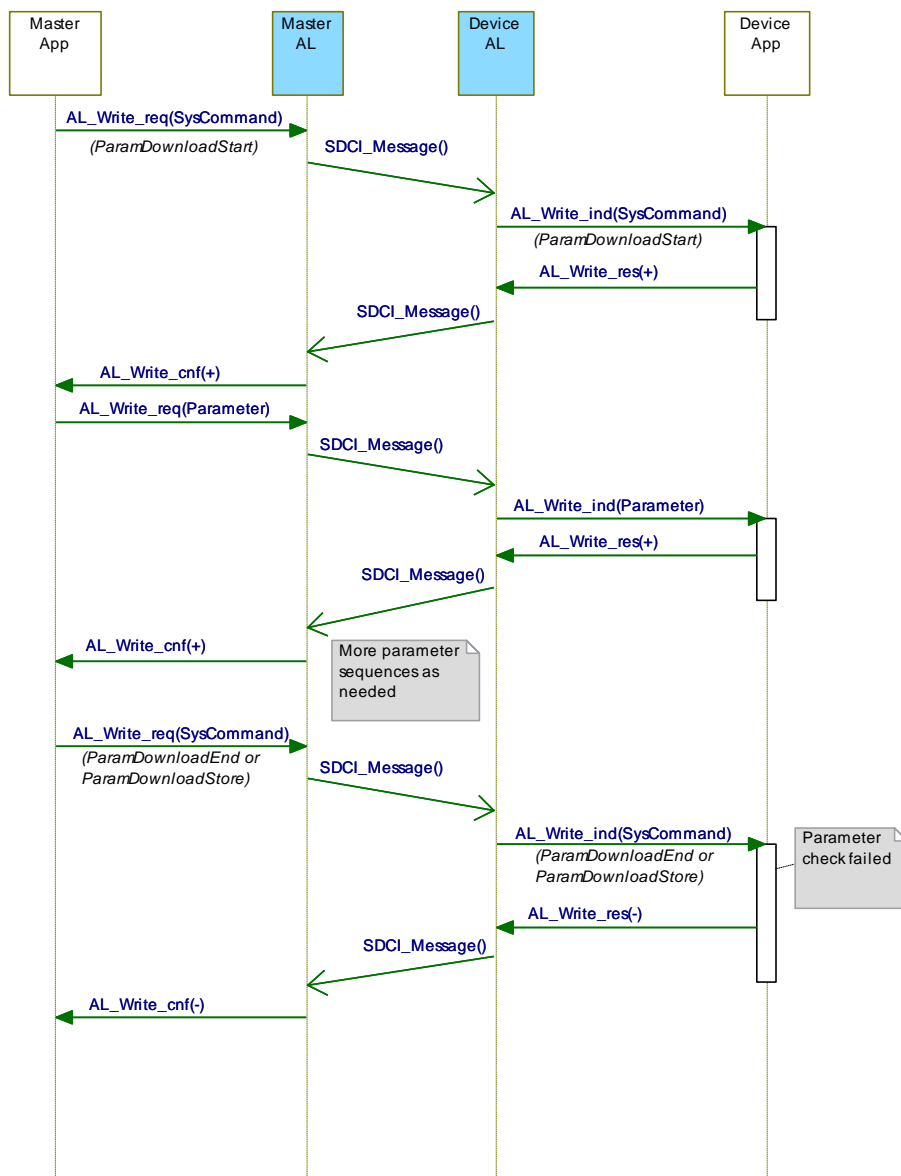 Master
App
Master
AL
Device
AL
Device
App
AL_Write_req(SysCommand)
(ParamDownloadStart)
SDCI_Message()
AL_Write_ind(SysCommand)
(ParamDownloadStart)
AL_Write_res(+)
SDCI_Message()
AL_Write_cnf(+)
AL_Write_req(Parameter)
SDCI_Message()
AL_Write_ind(Parameter)
AL_Write_res(+)
SDCI_Message()
AL_Write_cnf(+)
More parameter
sequences as
needed
AL_Write_req(SysCommand)
(ParamDownloadEnd or
ParamDownloadStore)
SDCI_Message()
AL_Write_ind(SysCommand)
(ParamDownloadEnd or
ParamDownloadStore)
Parameter
check failed
AL_Write_res(-)
SDCI_Message()
AL_Write_cnf(-)